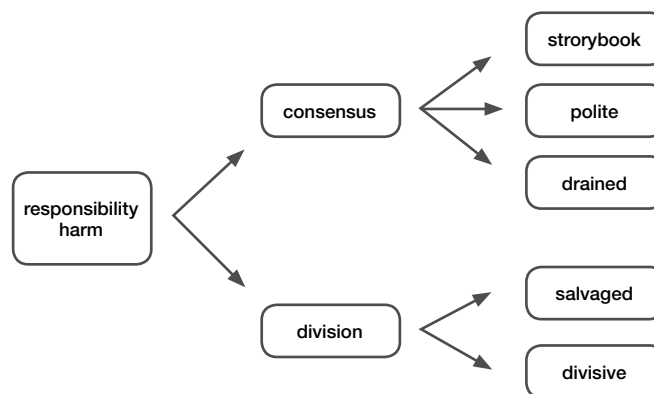 strorybook
consensus
polite
drained
responsibility
harm
salvaged
division
divisive